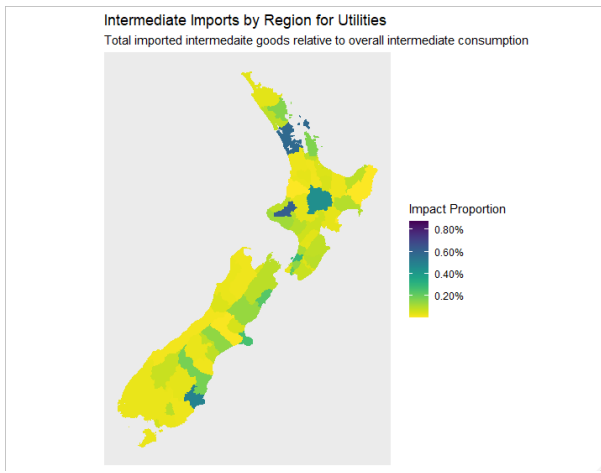 Intermediate Imports by Region for Utilities
Total imported intermedaite goods relative to overall intermediate consumption
Impact Proportion
0.80%
0.60%
0.40%
0.20%